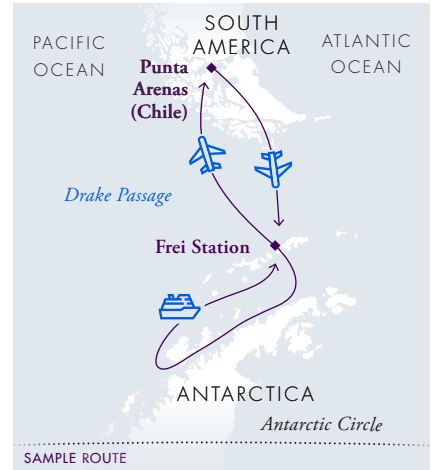 SOUTH
AMERICA
PACIFIC
OCEAN
ATLANTIC
OCEAN
Punta
Arenas
(Chile)
Drake Passage
Frei Station
ANTARCTICA
Antarctic Circle
SAMPLE ROUTE